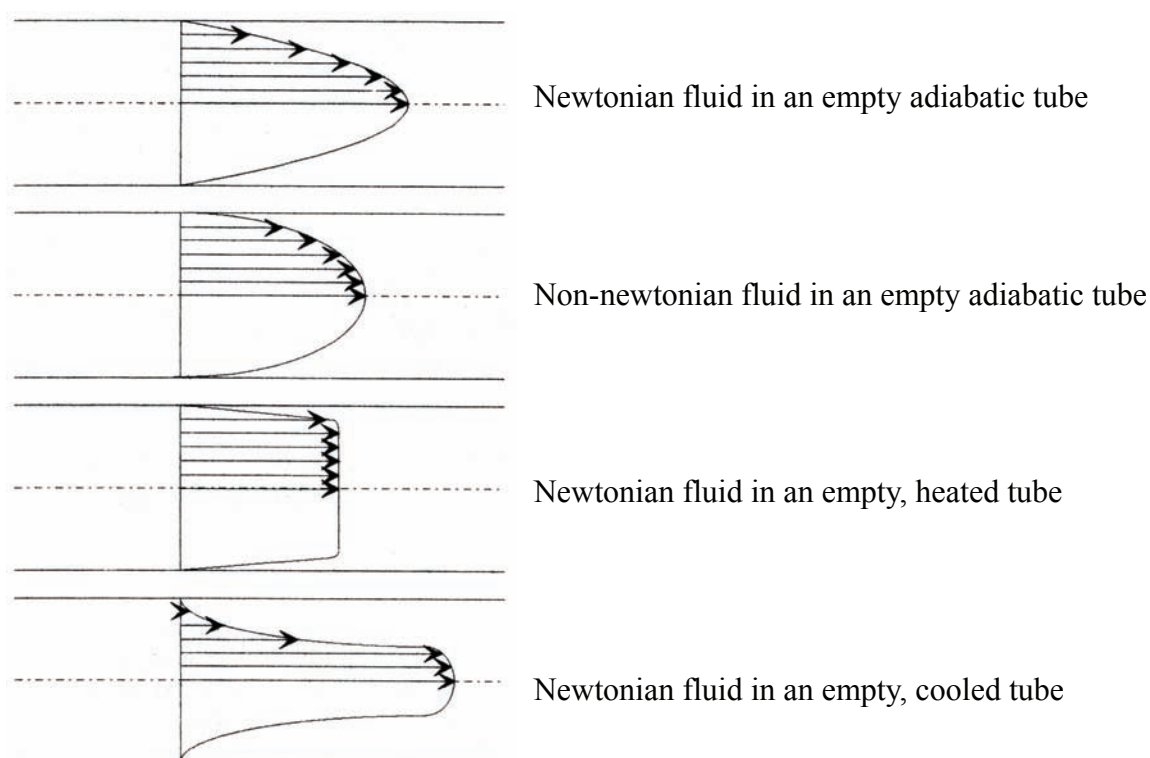 Newtonian fluid in an empty adiabatic tube
Non-newtonian fluid in an empty adiabatic tube
Newtonian fluid in an empty, heated tube
Newtonian fluid in an empty, cooled tube